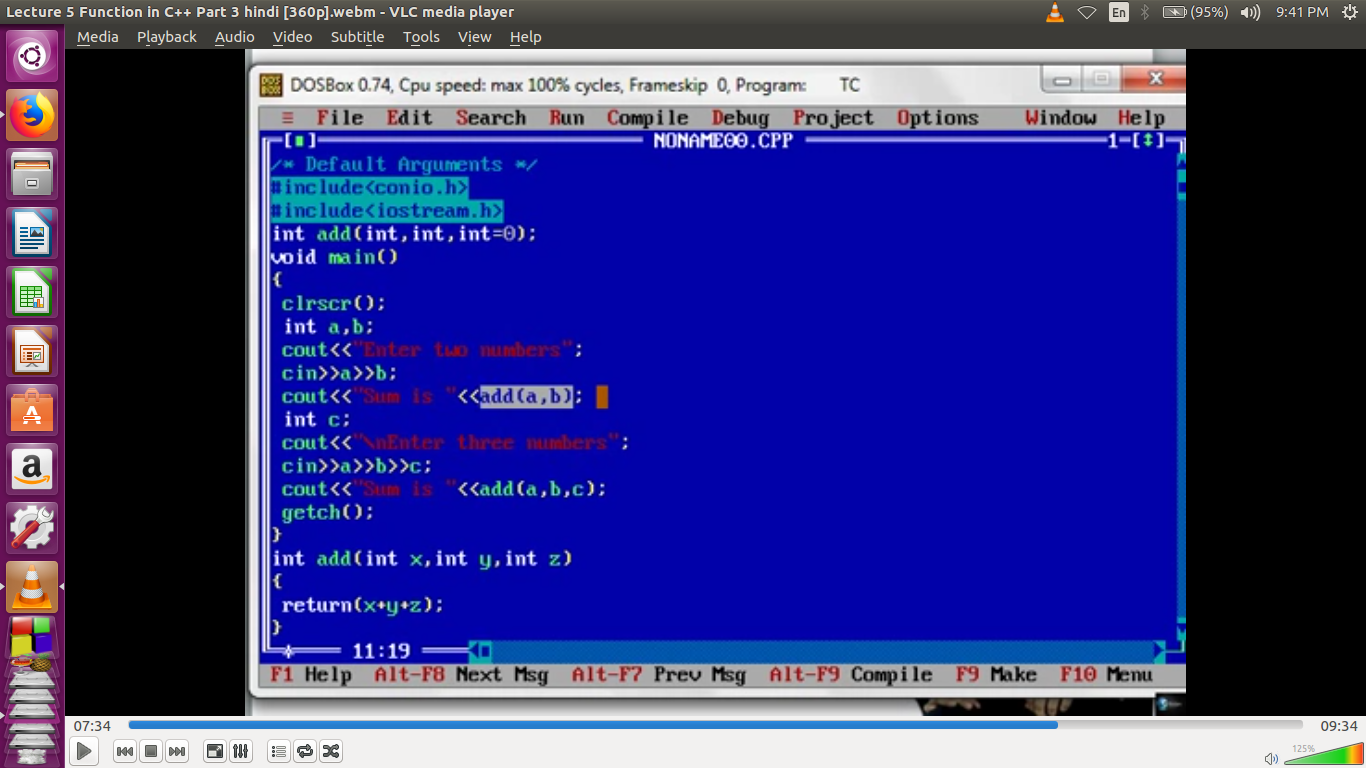 Lecture 5 Function in C++ Part 3 hindi [360p].webm - VLC media player
En (95%) 9:41 PM
Media Playback Audio Video Subtitle Tools View Help
DOSBox 0.74, Cpu speed: max 100% cycles, Frameskip 0, Program: TC
≡ File Edit Search Run Compile Debug Project Options Window Help
[■] NONAME00.CPP 1=[↕]
/* Default Arguments */
#include<conio.h>
#include<iostream.h>
int add(int,int,int=0);
void main()
{
clrscr();
int a,b;
cout<<"Enter two numbers";
cin>>a>>b;
cout<<"Sum is "<<add(a,b);
int c;
cout<<"\nEnter three numbers";
cin>>a>>b>>c;
cout<<"Sum is "<<add(a,b,c);
getch();
}
int add(int x,int y,int z)
{
return(x+y+z);
}
11:19
F1 Help Alt-F8 Next Msg Alt-F7 Prev Msg Alt-F9 Compile F9 Make F10 Menu
07:34 09:34
125%